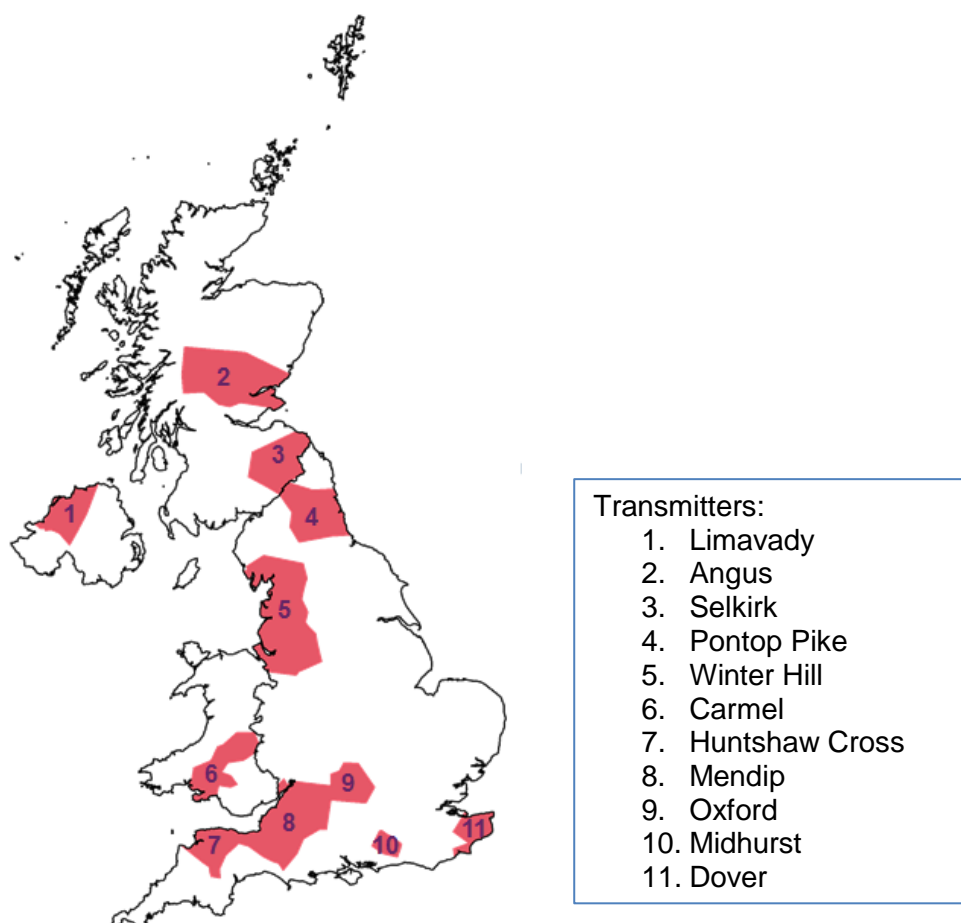 2
3
1
4
5
6
9
8
11
7
10
Transmitters:
1. Limavady
2. Angus
3. Selkirk
4. Pontop Pike
5. Winter Hill
6. Carmel
7. Huntshaw Cross
8. Mendip
9. Oxford
10. Midhurst
11. Dover